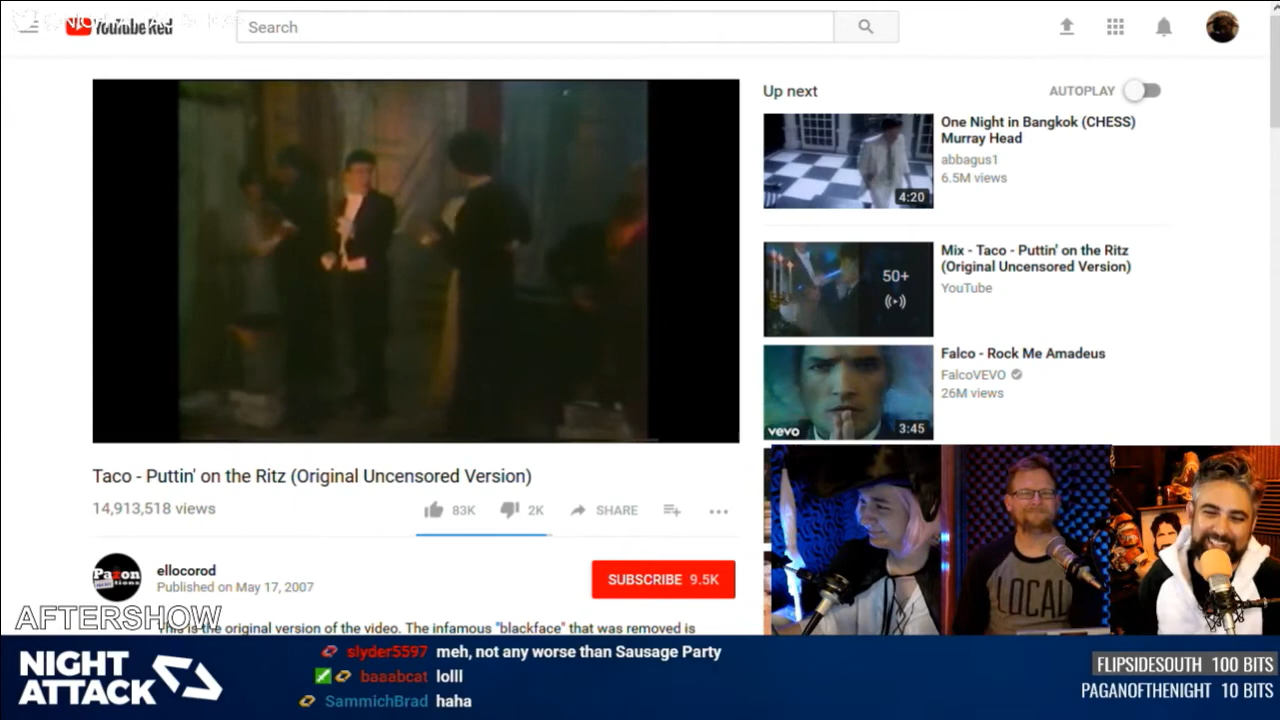 YouTube Red
Search
Up next
AUTOPLAY
One Night in Bangkok (CHESS)
Murray Head
abbagus1
6.5M views
4:20
Mix - Taco - Puttin' on the Ritz
(Original Uncensored Version)
YouTube
50+
Falco - Rock Me Amadeus
FalcoVEVO
26M views
vevo
3:45
Taco - Puttin' on the Ritz (Original Uncensored Version)
14,913,518 views
83K
2K
SHARE
ellocorod
Published on May 17, 2007
SUBSCRIBE 9.5K
LOCAL
AFTERSHOW
This is the original version of the video. The infamous "blackface" that was removed is
NIGHT
ATTACK
slyder5597 meh, not any worse than Sausage Party
baaabcat lolll
SammichBrad haha
FLIPSIDESOUTH 100 BITS
PAGANOFTHENIGHT 10 BITS